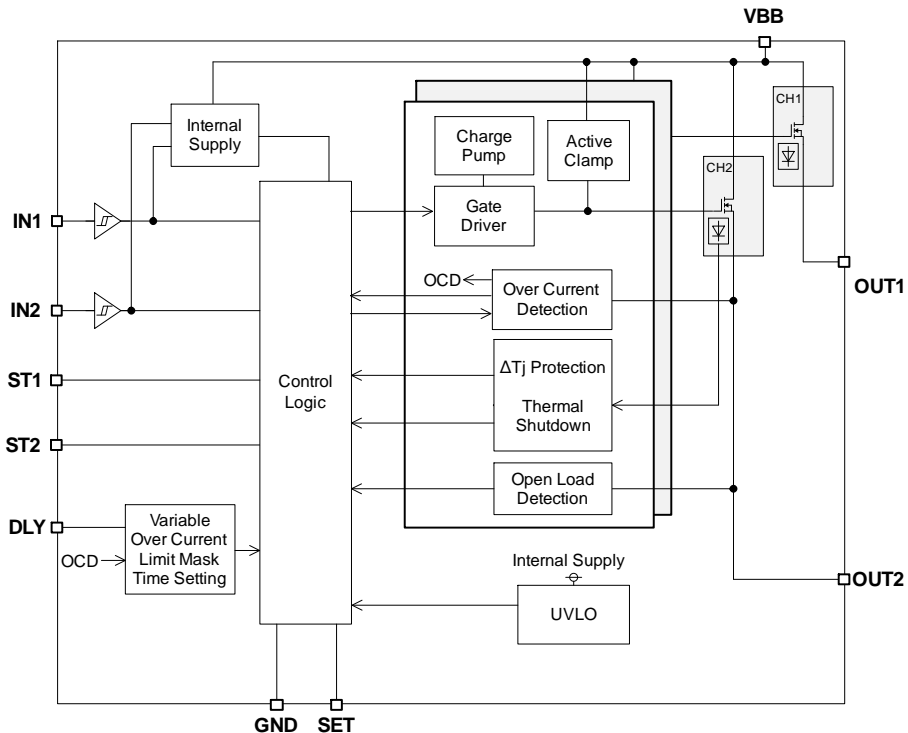 VBB
CH1
Internal
Supply
Charge
Pump
Active
Clamp
CH2
IN1
Gate
Driver
OUT1
OCD
Over Current
Detection
IN2
ΔTj Protection
Thermal
Shutdown
ST1
Control
Logic
ST2
Open Load
Detection
DLY
Variable
Over Current
Limit Mask
Time Setting
OCD
Internal Supply
UVLO
OUT2
GND
SET